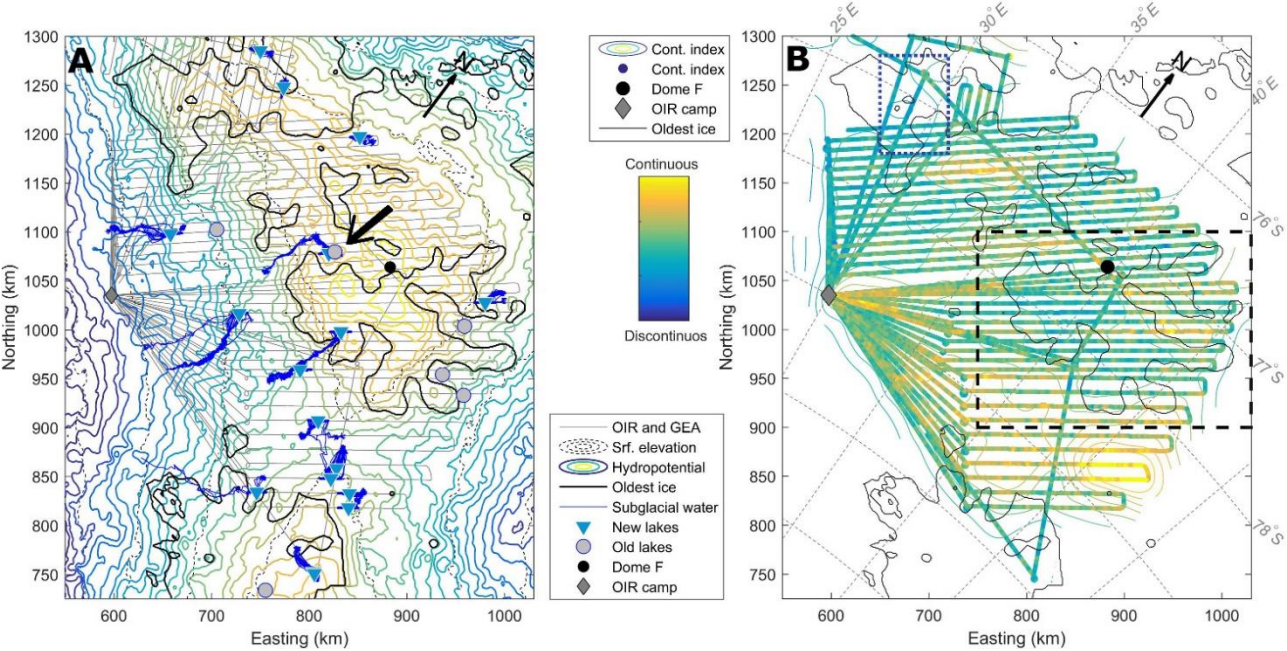 A
N
1300
1250
1200
1150
1100
1050
1000
950
900
850
800
750
Northing (km)
600
700
800
900
1000
Easting (km)
Cont. index
Cont. index
Dome F
OIR camp
Oldest ice
Continuous
Discontinuos
OIR and GEA
Srf. elevation
Hydropotential
Oldest ice
Subglacial water
New lakes
Old lakes
Dome F
OIR camp
B
N
25°E
30°E
35°E
40°E
76°S
77°S
78°S
1300
1250
1200
1150
1100
1050
1000
950
900
850
800
750
Northing (km)
600
700
800
900
1000
Easting (km)